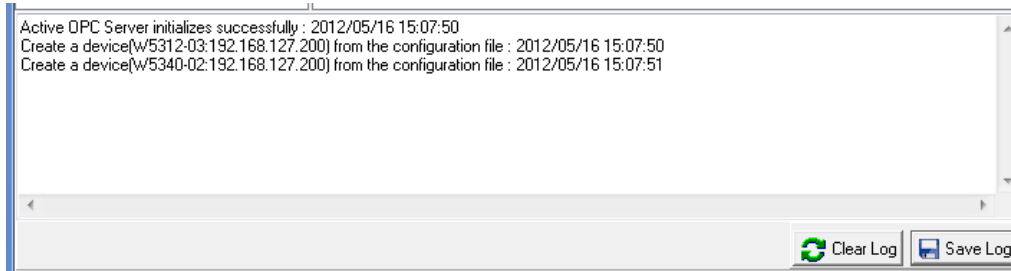 Active OPC Server initializes successfully : 2012/05/16 15:07:50
Create a device(W5312-03:192.168.127.200) from the configuration file : 2012/05/16 15:07:50
Create a device(W5340-02:192.168.127.200) from the configuration file : 2012/05/16 15:07:51
Clear Log
Save Log